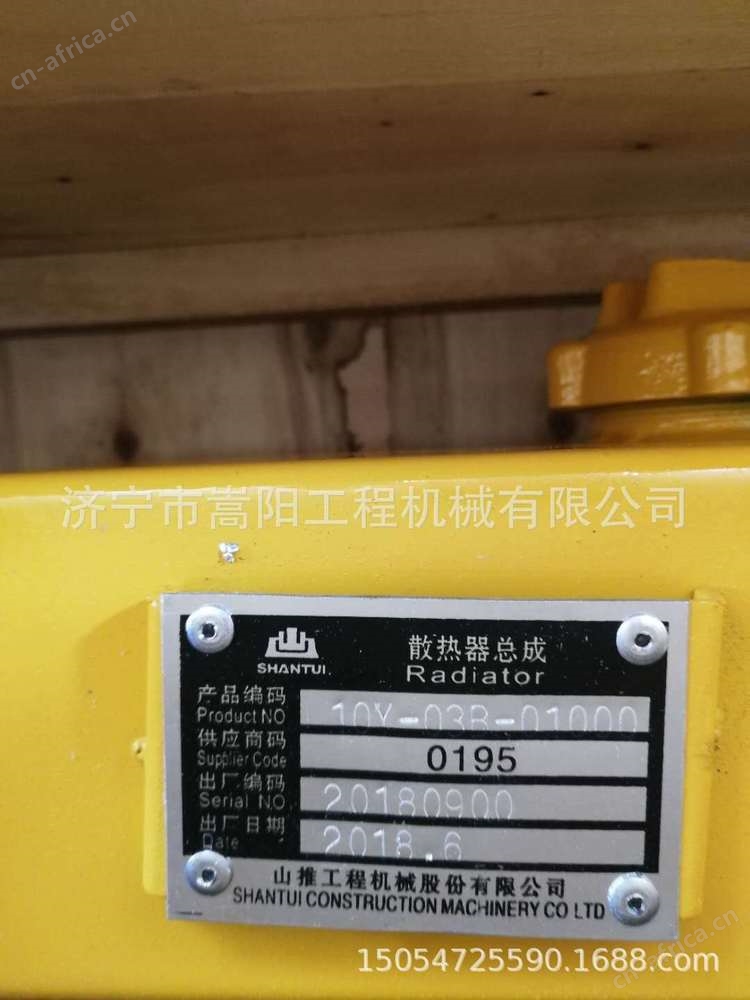 cn-africa.cn
济宁市嵩阳工程机械有限公司
SHANTUI
散热器总成
Radiator
产品编码
Product NO 10Y-03B-01000
供应商码
Supplier Code 0195
出厂编码
Serial NO 20180900
出厂日期
Date 2018.6
山推工程机械股份有限公司
SHANTUI CONSTRUCTION MACHINERY CO LTD
15054725590.1688.com
cn-africa.cn